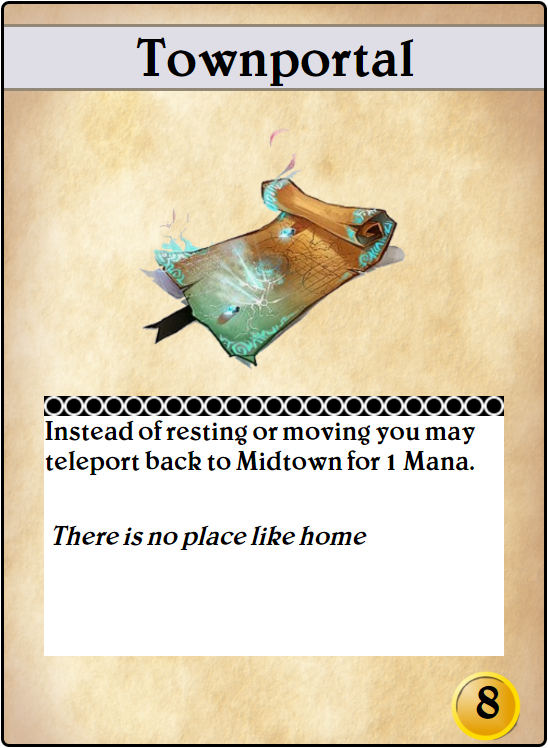 Townportal
Instead of resting or moving you may
teleport back to Midtown for 1 Mana.
There is no place like home
8